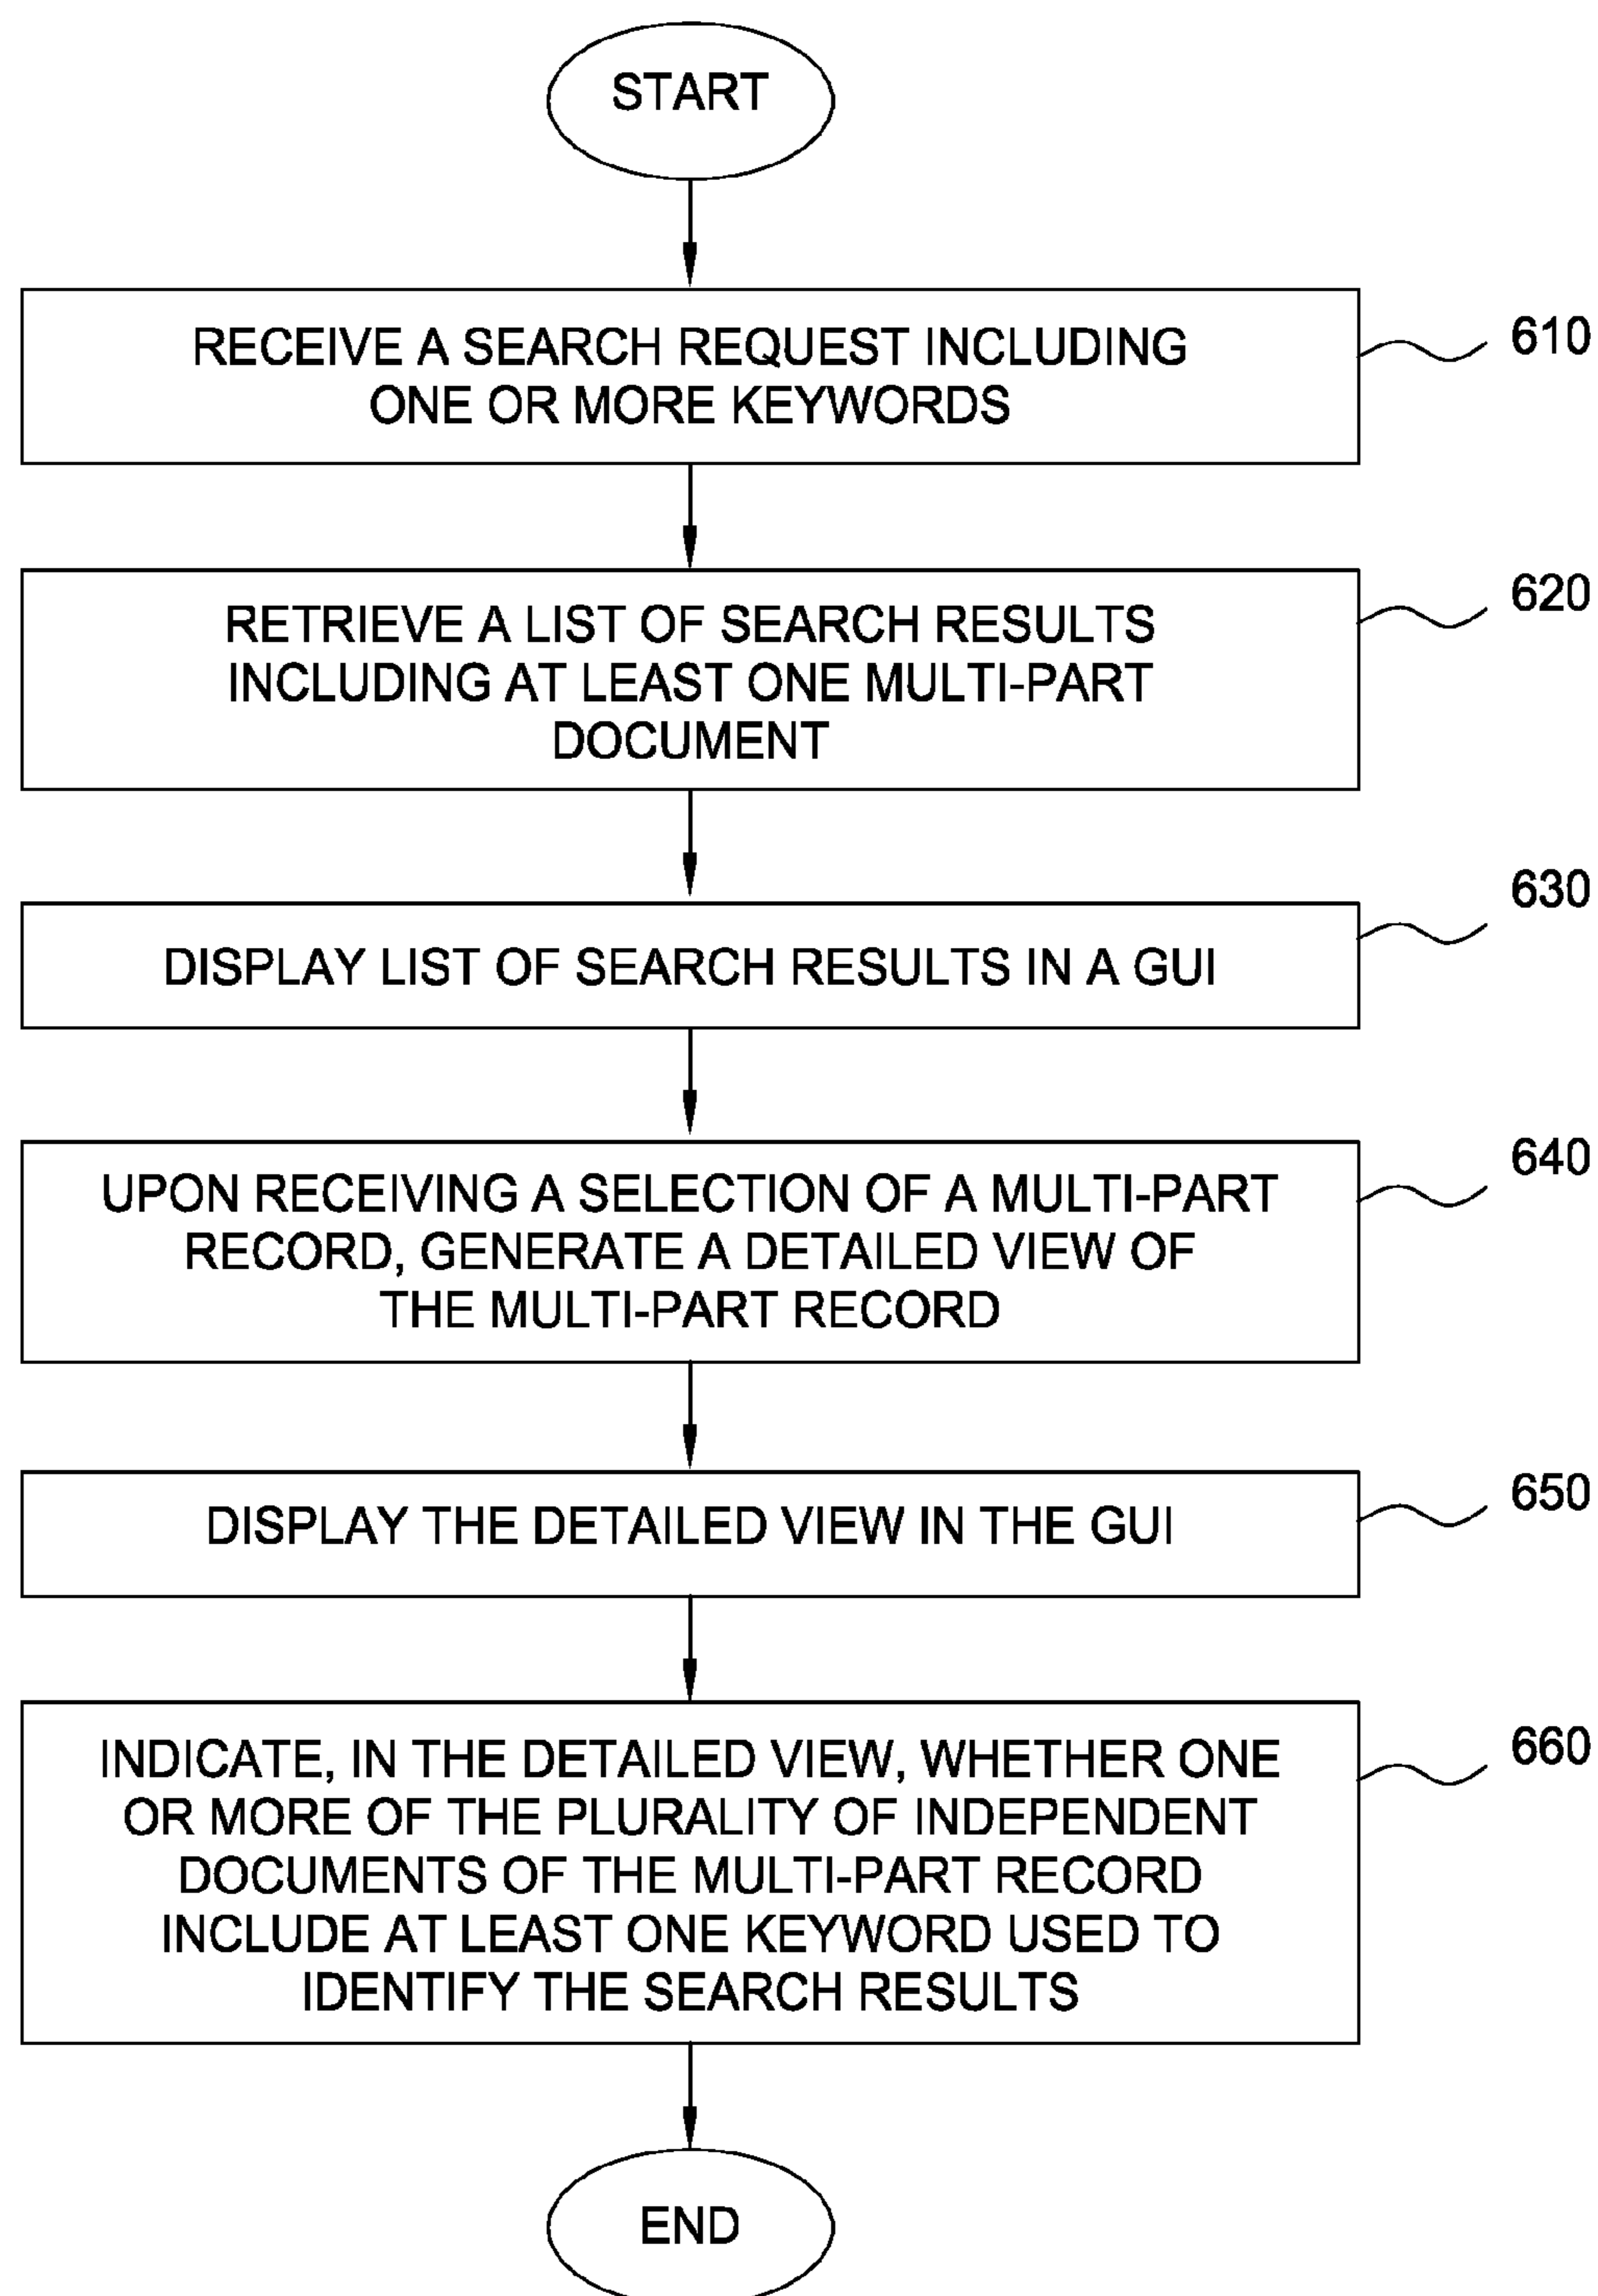 START
RECEIVE A SEARCH REQUEST INCLUDING
ONE OR MORE KEYWORDS
610
RETRIEVE A LIST OF SEARCH RESULTS
INCLUDING AT LEAST ONE MULTI-PART
DOCUMENT
620
DISPLAY LIST OF SEARCH RESULTS IN A GUI
630
UPON RECEIVING A SELECTION OF A MULTI-PART
RECORD, GENERATE A DETAILED VIEW OF
THE MULTI-PART RECORD
640
DISPLAY THE DETAILED VIEW IN THE GUI
650
INDICATE, IN THE DETAILED VIEW, WHETHER ONE
OR MORE OF THE PLURALITY OF INDEPENDENT
DOCUMENTS OF THE MULTI-PART RECORD
INCLUDE AT LEAST ONE KEYWORD USED TO
IDENTIFY THE SEARCH RESULTS
660
END